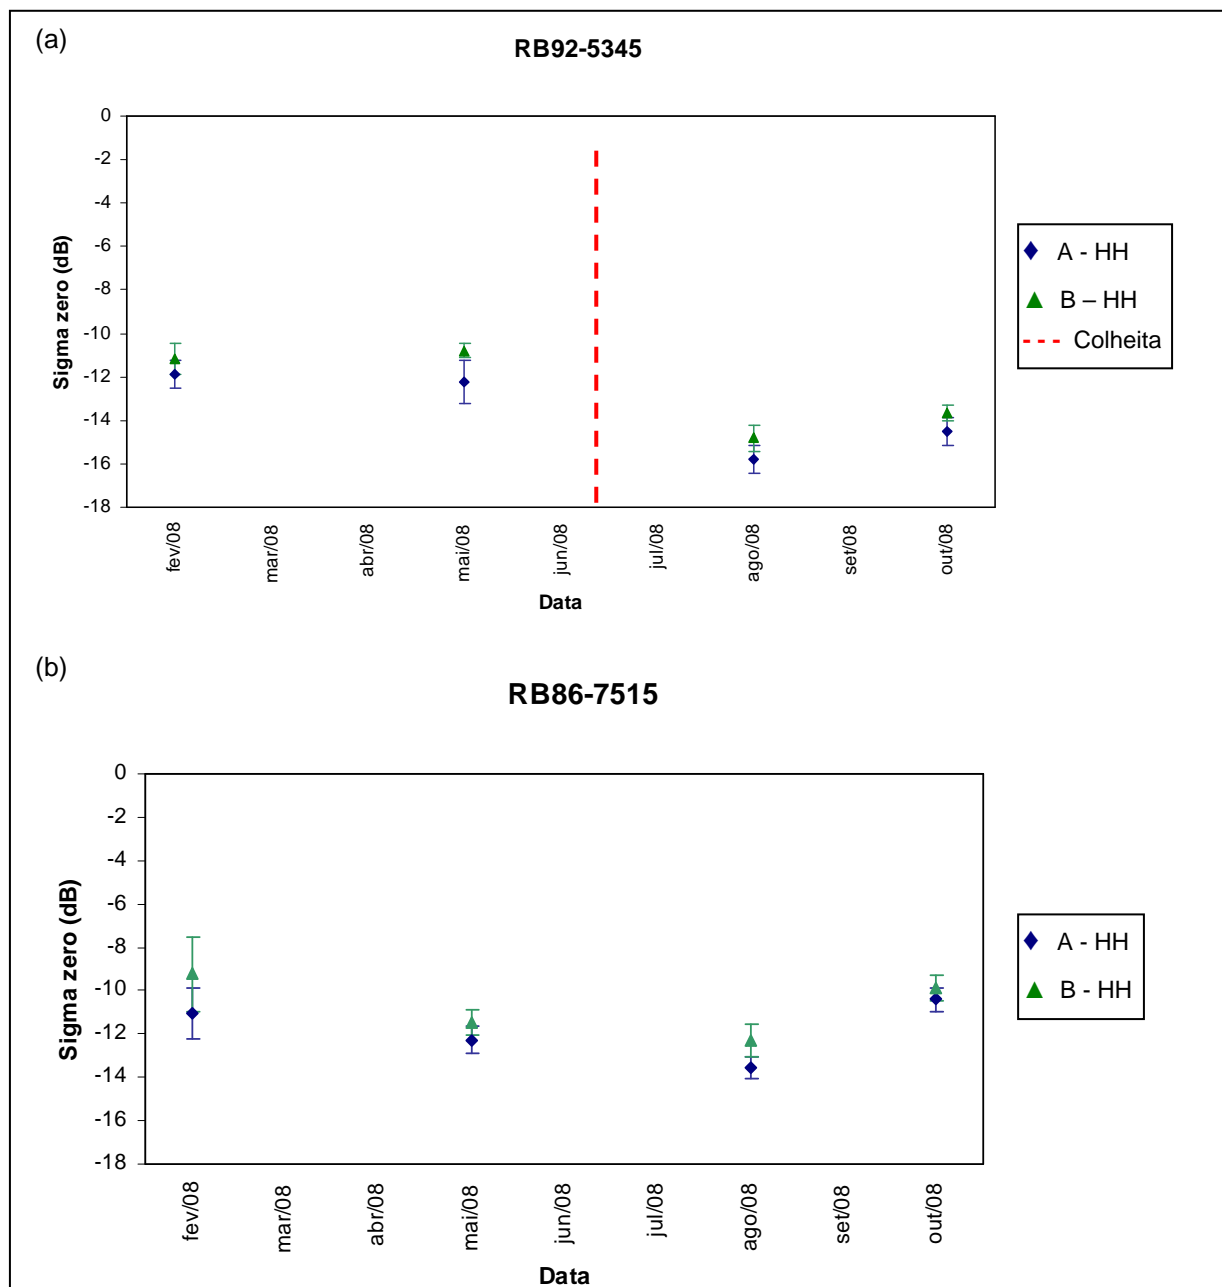 (a)
RB92-5345
0
-2
-4
-6
-8
-10
-12
-14
-16
-18
Sigma zero (dB)
fev/08
mar/08
abr/08
mai/08
jun/08
jul/08
ago/08
set/08
out/08
Data
A - HH
B – HH
Colheita
(b)
RB86-7515
0
-2
-4
-6
-8
-10
-12
-14
-16
-18
Sigma zero (dB)
fev/08
mar/08
abr/08
mai/08
jun/08
jul/08
ago/08
set/08
out/08
Data
A - HH
B - HH